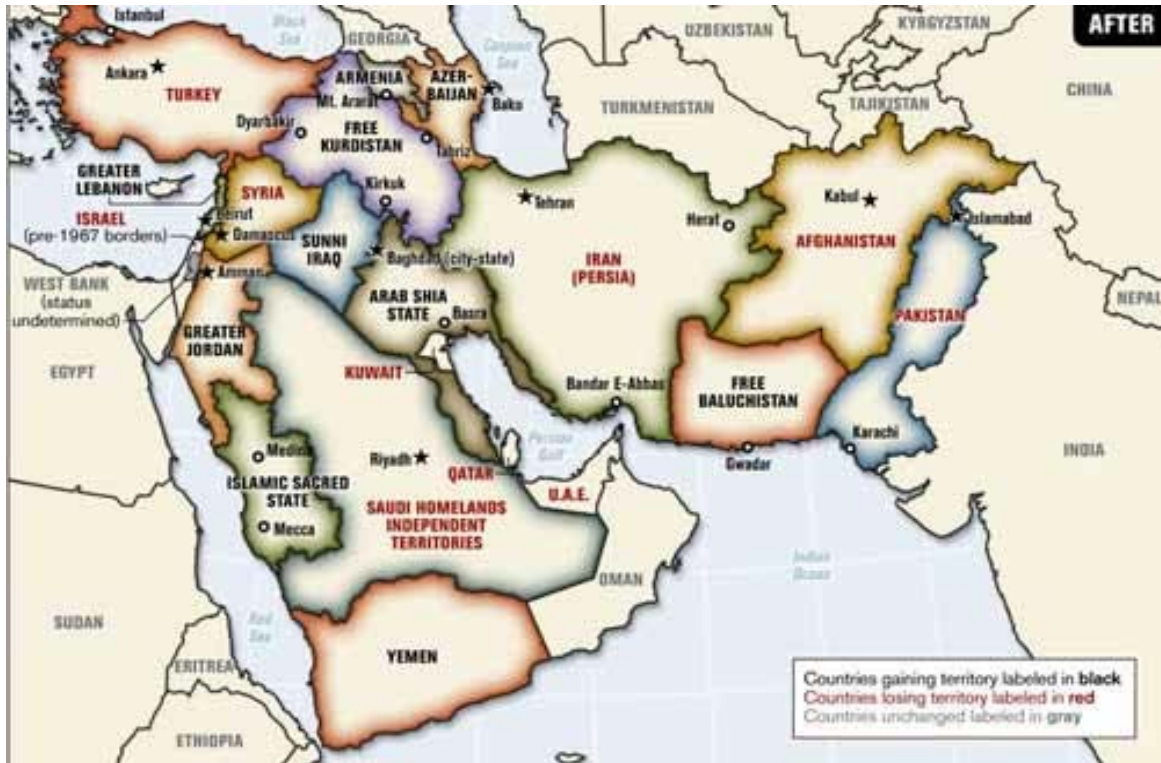 AFTER
Istanbul
Black
Sea
GEORGIA
Caspian
Sea
UZBEKISTAN
KYRGYZSTAN
Ankara
TURKEY
ARMENIA
Mt. Ararat
AZER-
BAIJAN
Bako
TURKMENISTAN
TAJIKISTAN
CHINA
Dyarbakir
FREE
KURDISTAN
Tabriz
GREATER
LEBANON
SYRIA
Kirkuk
Tehran
Herat
Kabul
Islamabad
ISRAEL
(pre-1967 borders)
Beirut
Damascus
SUNNI
IRAQ
Baghdad (city-state)
IRAN
(PERSIA)
AFGHANISTAN
WEST BANK
(status
undetermined)
Amman
ARAB SHIA
STATE
Basra
NEPAL
PAKISTAN
GREATER
JORDAN
EGYPT
KUWAIT
Bandar E-Abbas
FREE
BALUCHISTAN
Karachi
Gwadar
INDIA
Medina
Riyadh
Persian
Gulf
QATAR
U.A.E.
ISLAMIC SACRED
STATE
Mecca
SAUDI HOMELANDS
INDEPENDENT
TERRITORIES
OMAN
Indian
Ocean
SUDAN
Red
Sea
ERITREA
YEMEN
ETHIOPIA
Countries gaining territory labeled in black
Countries losing territory labeled in red
Countries unchanged labeled in gray